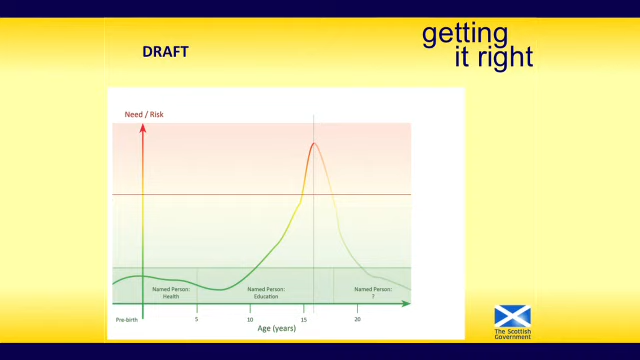 getting
it right
DRAFT
Need / Risk
Named Person:
Health
Named Person:
Education
Named Person:
?
Pre-birth
5
10
15
20
Age (years)
The Scottish
Government